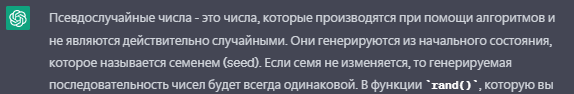 Псевдослучайные числа - это числа, которые производятся при помощи алгоритмов и
не являются действительно случайными. Они генерируются из начального состояния,
которое называется семенем (seed). Если семя не изменяется, то генерируемая
последовательность чисел будет всегда одинаковой. В функции `rand()`, которую вы